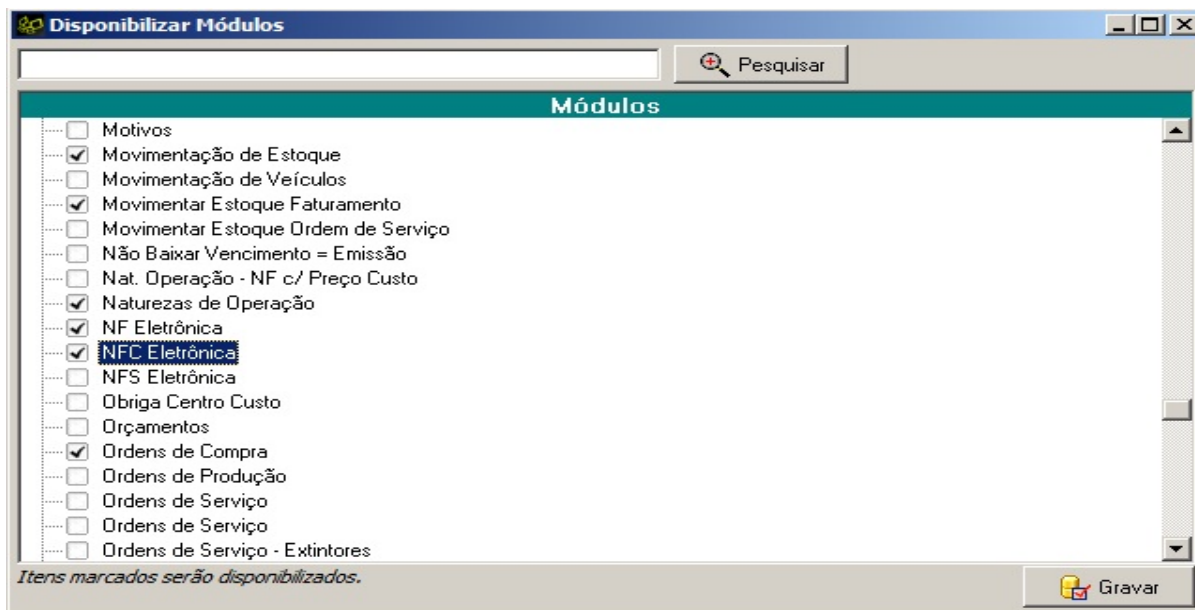 Disponibilizar Módulos
Pesquisar
Módulos
Motivos
Movimentação de Estoque
Movimentação de Veículos
Movimentar Estoque Faturamento
Movimentar Estoque Ordem de Serviço
Não Baixar Vencimento = Emissão
Nat. Operação - NF c/ Preço Custo
Naturezas de Operação
NF Eletrônica
NFC Eletrônica
NFS Eletrônica
Obriga Centro Custo
Orçamentos
Ordens de Compra
Ordens de Produção
Ordens de Serviço
Ordens de Serviço
Ordens de Serviço - Extintores
Itens marcados serão disponibilizados.
Gravar